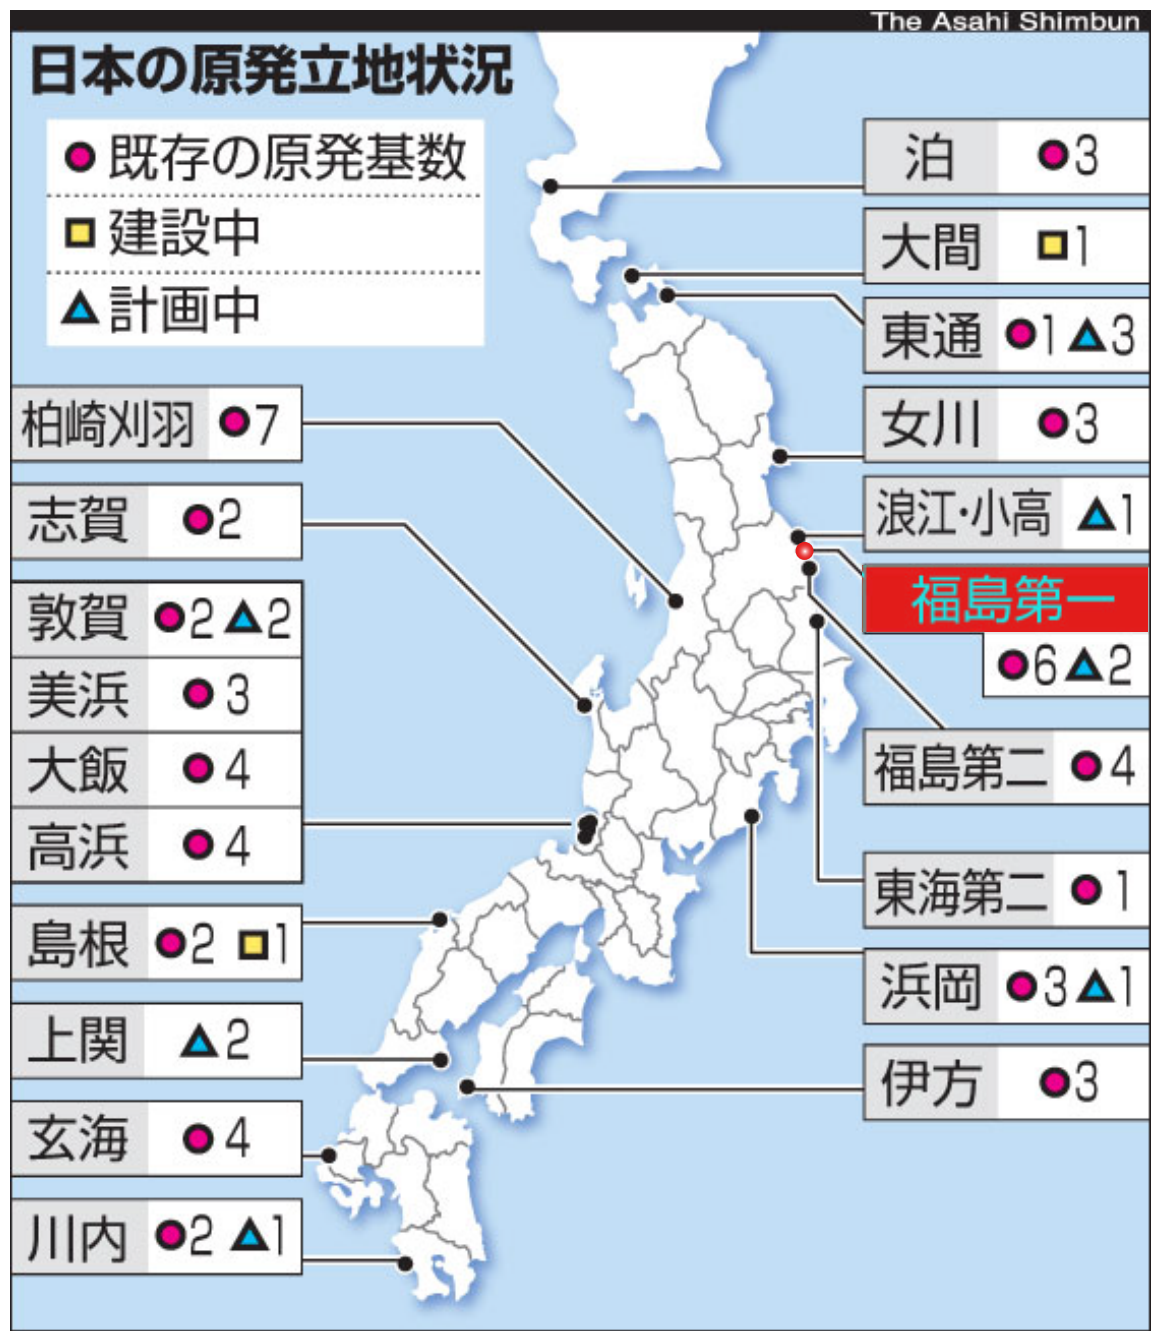 The Asahi Shimbun
日本の原発立地状況
既存の原発基数
建設中
計画中
泊 3
大間 1
東通 1 3
女川 3
浪江・小高 1
福島第一
6 2
福島第二 4
東海第二 1
浜岡 3 1
伊方 3
柏崎刈羽 7
志賀 2
敦賀 2 2
美浜 3
大飯 4
高浜 4
島根 2 1
上関 2
玄海 4
川内 2 1